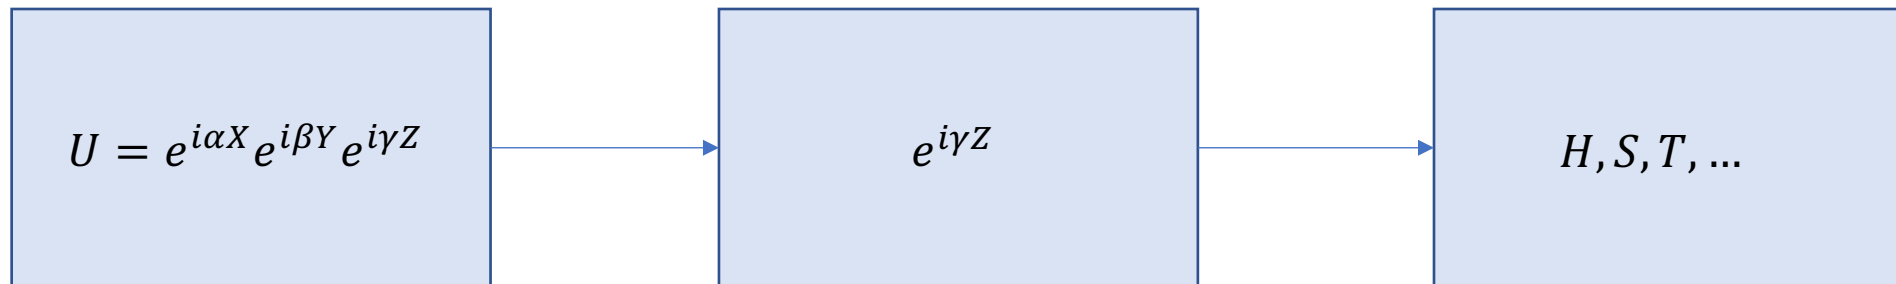 U = e^{iαX}e^{iβY}e^{iγZ}
e^{iγZ}
H, S, T, …